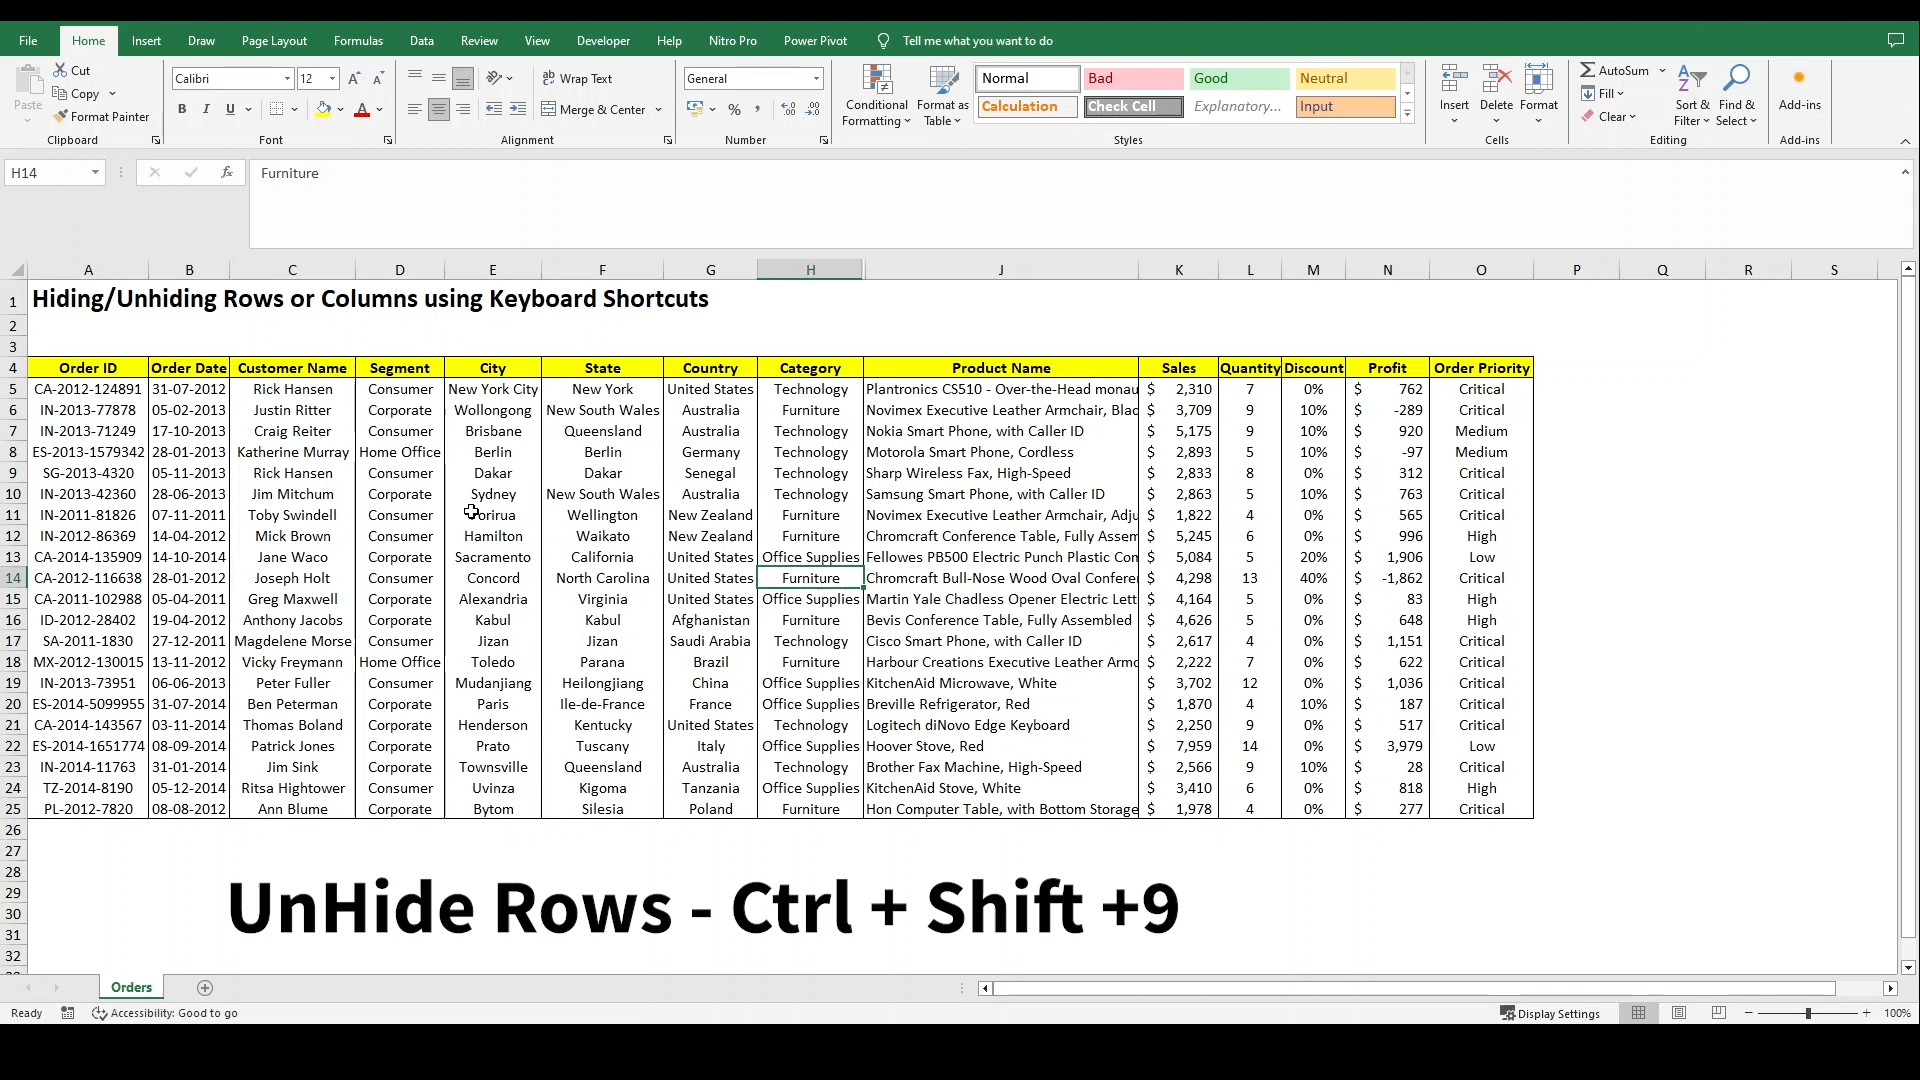 File Home Insert Draw Page Layout Formulas Data Review View Developer Help Nitro Pro Power Pivot Tell me what you want to do
Paste Cut Copy Format Painter Clipboard
Calibri 12 B I U Font
Wrap Text Merge & Center Alignment
General % , Number
Conditional Formatting Format as Table Normal Bad Good Neutral Calculation Check Cell Explanatory... Input Styles
Insert Delete Format Cells
AutoSum Fill Clear Sort & Filter Find & Select Editing
Add-ins Add-ins
H14 fx Furniture
A B C D E F G H J K L M N O P Q R S
1 Hiding/Unhiding Rows or Columns using Keyboard Shortcuts
2
3
4 Order ID Order Date Customer Name Segment City State Country Category Product Name Sales Quantity Discount Profit Order Priority
5 CA-2012-124891 31-07-2012 Rick Hansen Consumer New York City New York United States Technology Plantronics CS510 - Over-the-Head monau $ 2,310 7 0% $ 762 Critical
6 IN-2013-77878 05-02-2013 Justin Ritter Corporate Wollongong New South Wales Australia Furniture Novimex Executive Leather Armchair, Blac $ 3,709 9 10% $ -289 Critical
7 IN-2013-71249 17-10-2013 Craig Reiter Consumer Brisbane Queensland Australia Technology Nokia Smart Phone, with Caller ID $ 5,175 9 10% $ 920 Medium
8 ES-2013-1579342 28-01-2013 Katherine Murray Home Office Berlin Berlin Germany Technology Motorola Smart Phone, Cordless $ 2,893 5 10% $ -97 Medium
9 SG-2013-4320 05-11-2013 Rick Hansen Consumer Dakar Dakar Senegal Technology Sharp Wireless Fax, High-Speed $ 2,833 8 0% $ 312 Critical
10 IN-2013-42360 28-06-2013 Jim Mitchum Corporate Sydney New South Wales Australia Technology Samsung Smart Phone, with Caller ID $ 2,863 5 10% $ 763 Critical
11 IN-2011-81826 07-11-2011 Toby Swindell Consumer Porirua Wellington New Zealand Furniture Novimex Executive Leather Armchair, Adju $ 1,822 4 0% $ 565 Critical
12 IN-2012-86369 14-04-2012 Mick Brown Consumer Hamilton Waikato New Zealand Furniture Chromcraft Conference Table, Fully Assem $ 5,245 6 0% $ 996 High
13 CA-2014-135909 14-10-2014 Jane Waco Corporate Sacramento California United States Office Supplies Fellowes PB500 Electric Punch Plastic Com $ 5,084 5 20% $ 1,906 Low
14 CA-2012-116638 28-01-2012 Joseph Holt Consumer Concord North Carolina United States Furniture Chromcraft Bull-Nose Wood Oval Conferen $ 4,298 13 40% $ -1,862 Critical
15 CA-2011-102988 05-04-2011 Greg Maxwell Corporate Alexandria Virginia United States Office Supplies Martin Yale Chadless Opener Electric Lett $ 4,164 5 0% $ 83 High
16 ID-2012-28402 19-04-2012 Anthony Jacobs Corporate Kabul Kabul Afghanistan Furniture Bevis Conference Table, Fully Assembled $ 4,626 5 0% $ 648 High
17 SA-2011-1830 27-12-2011 Magdelene Morse Consumer Jizan Jizan Saudi Arabia Technology Cisco Smart Phone, with Caller ID $ 2,617 4 0% $ 1,151 Critical
18 MX-2012-130015 13-11-2012 Vicky Freymann Home Office Toledo Parana Brazil Furniture Harbour Creations Executive Leather Armc $ 2,222 7 0% $ 622 Critical
19 IN-2013-73951 06-06-2013 Peter Fuller Consumer Mudanjiang Heilongjiang China Office Supplies KitchenAid Microwave, White $ 3,702 12 0% $ 1,036 Critical
20 ES-2014-5099955 31-07-2014 Ben Peterman Corporate Paris Ile-de-France France Office Supplies Breville Refrigerator, Red $ 1,870 4 10% $ 187 Critical
21 CA-2014-143567 03-11-2014 Thomas Boland Corporate Henderson Kentucky United States Technology Logitech diNovo Edge Keyboard $ 2,250 9 0% $ 517 Critical
22 ES-2014-1651774 08-09-2014 Patrick Jones Corporate Prato Tuscany Italy Office Supplies Hoover Stove, Red $ 7,959 14 0% $ 3,979 Low
23 IN-2014-11763 31-01-2014 Jim Sink Corporate Townsville Queensland Australia Technology Brother Fax Machine, High-Speed $ 2,566 9 10% $ 28 Critical
24 TZ-2014-8190 05-12-2014 Ritsa Hightower Consumer Uvinza Kigoma Tanzania Office Supplies KitchenAid Stove, White $ 3,410 6 0% $ 818 High
25 PL-2012-7820 08-08-2012 Ann Blume Corporate Bytom Silesia Poland Furniture Hon Computer Table, with Bottom Storage $ 1,978 4 0% $ 277 Critical
26
27
28
29
30
31
32
UnHide Rows - Ctrl + Shift +9
Orders
Ready Accessibility: Good to go Display Settings 100%